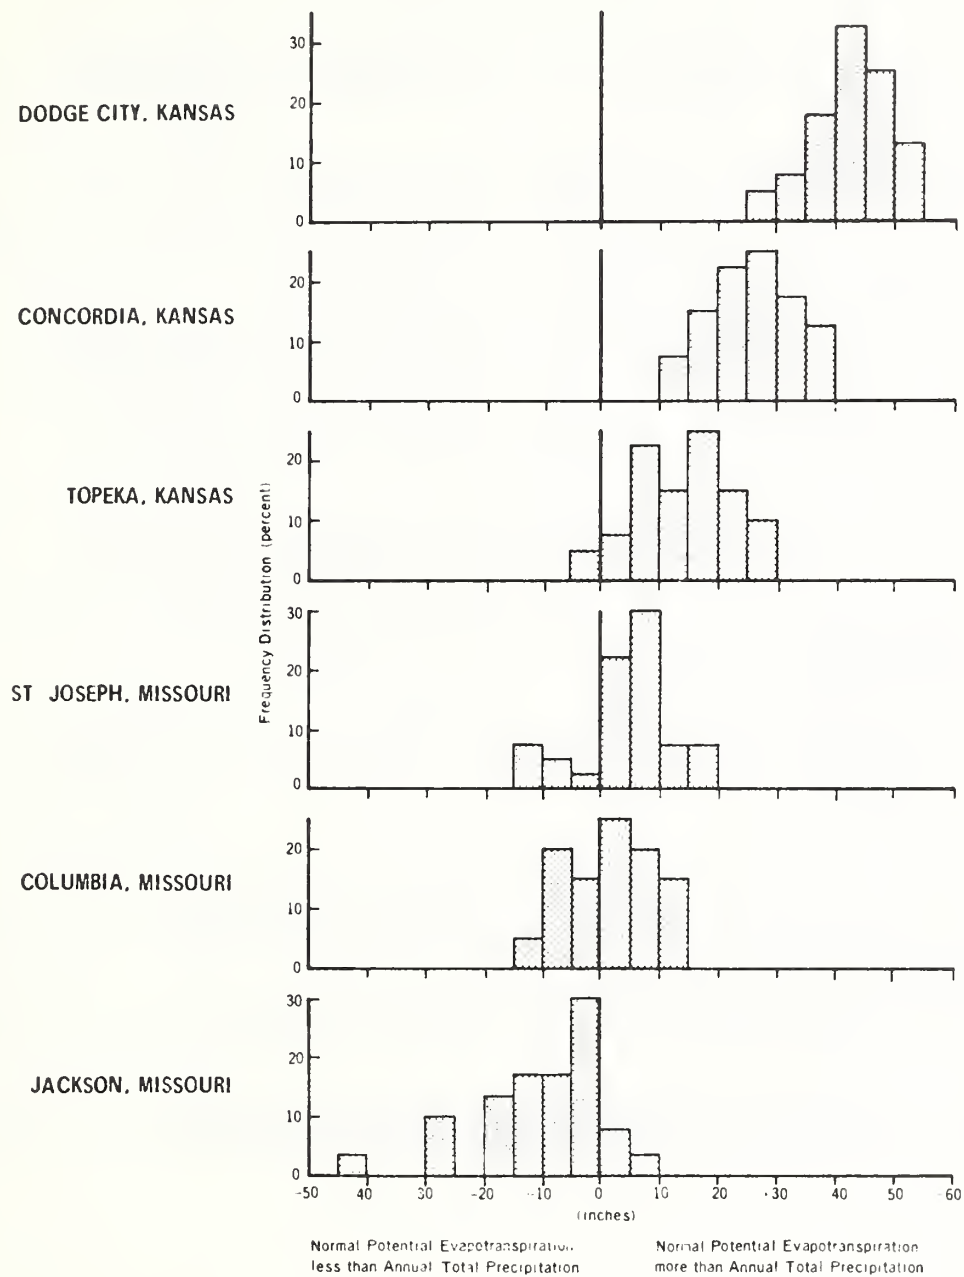 DODGE CITY, KANSAS
30
20
10
0
CONCORDIA, KANSAS
20
10
0
TOPEKA, KANSAS
20
10
0
Frequency Distribution (percent)
ST JOSEPH, MISSOURI
30
20
10
0
COLUMBIA, MISSOURI
20
10
0
JACKSON, MISSOURI
30
20
10
0
-50 40 30 -20 -10 0 10 20 30 40 50 60
(inches)
Normal Potential Evapotranspiration
less than Annual Total Precipitation
Normal Potential Evapotranspiration
more than Annual Total Precipitation